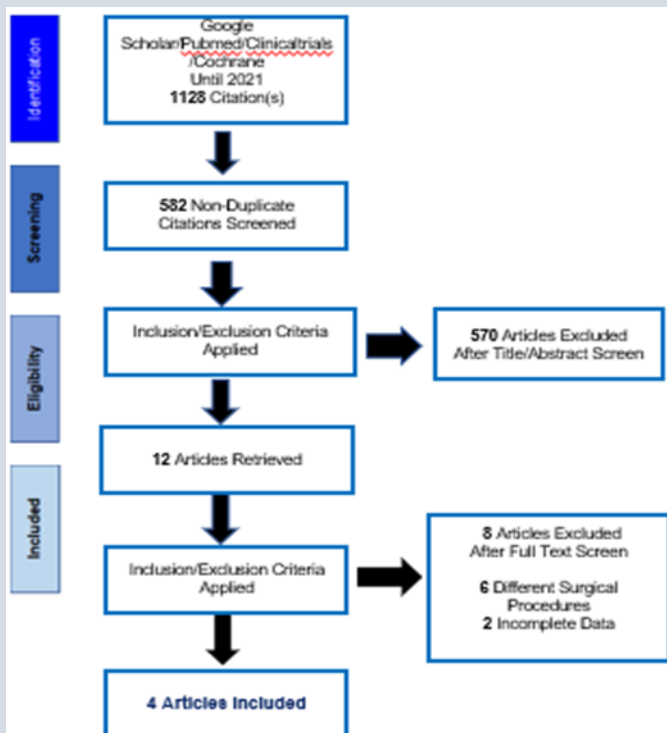 Identification
Google
Scholar/Pubmed/Clinicaltrials
/Cochrane
Until 2021
1128 Citation(s)
Screening
582 Non-Duplicate
Citations Screened
Eligibility
Inclusion/Exclusion Criteria
Applied
570 Articles Excluded
After Title/Abstract Screen
12 Articles Retrieved
Included
Inclusion/Exclusion Criteria
Applied
8 Articles Excluded
After Full Text Screen
6 Different Surgical
Procedures
2 Incomplete Data
4 Articles Included